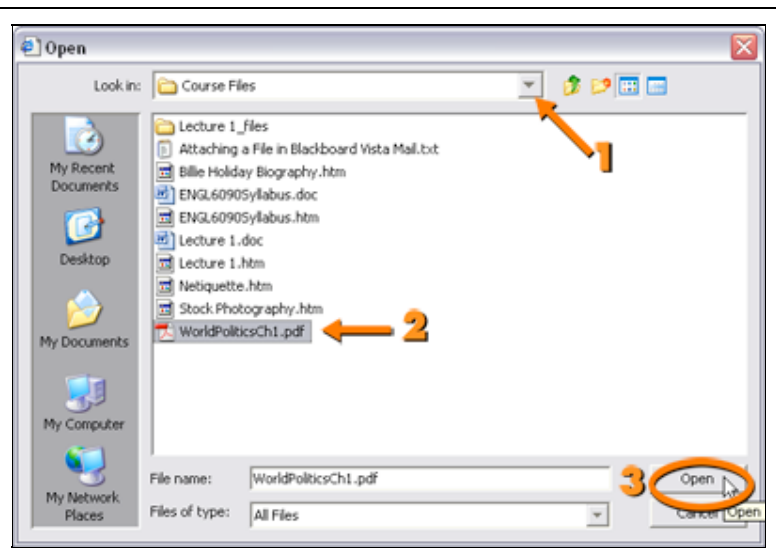 Open
Look in: Course Files
1
My Recent
Documents
Desktop
My Documents
My Computer
My Network
Places
Lecture 1_files
Attaching a File in Blackboard Vista Mail.txt
Billie Holiday Biography.htm
ENGL6090Syllabus.doc
ENGL6090Syllabus.htm
Lecture 1.doc
Lecture 1.htm
Netiquette.htm
Stock Photography.htm
WorldPoliticsCh1.pdf 2
File name: WorldPoliticsCh1.pdf 3 Open
Files of type: All Files Cancel Open